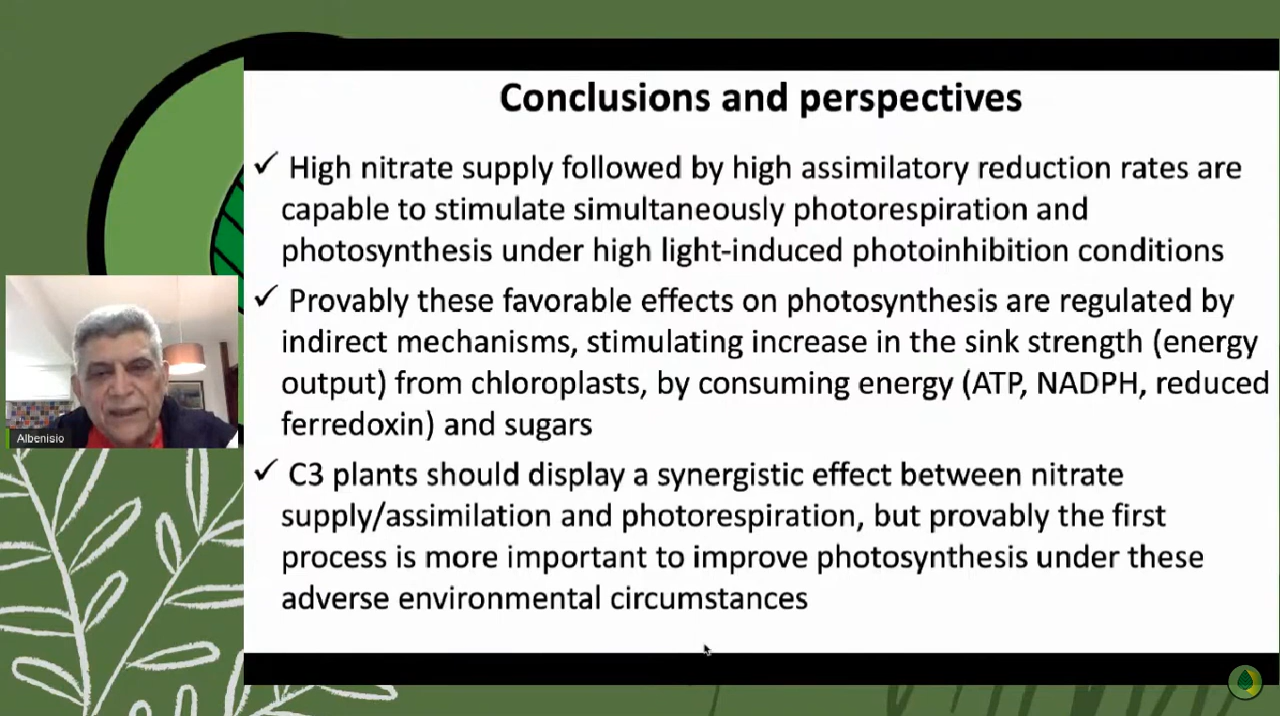 Conclusions and perspectives
✓ High nitrate supply followed by high assimilatory reduction rates are
capable to stimulate simultaneously photorespiration and
photosynthesis under high light-induced photoinhibition conditions
✓ Provably these favorable effects on photosynthesis are regulated by
indirect mechanisms, stimulating increase in the sink strength (energy
output) from chloroplasts, by consuming energy (ATP, NADPH, reduced
ferredoxin) and sugars
✓ C3 plants should display a synergistic effect between nitrate
supply/assimilation and photorespiration, but provably the first
process is more important to improve photosynthesis under these
adverse environmental circumstances
Albenisio